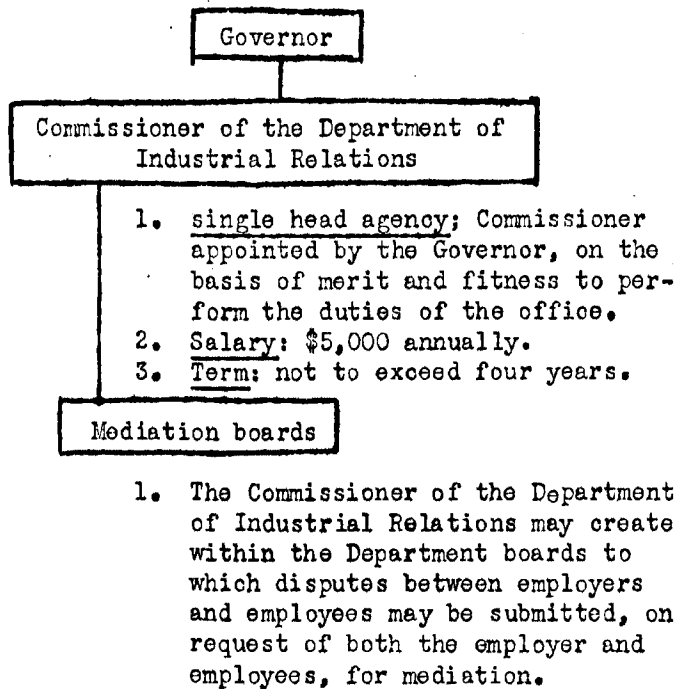 Governor
Commissioner of the Department of
Industrial Relations
1. single head agency; Commissioner
appointed by the Governor, on the
basis of merit and fitness to per-
form the duties of the office.
2. Salary: $5,000 annually.
3. Term: not to exceed four years.
Mediation boards
1. The Commissioner of the Department
of Industrial Relations may create
within the Department boards to
which disputes between employers
and employees may be submitted, on
request of both the employer and
employees, for mediation.